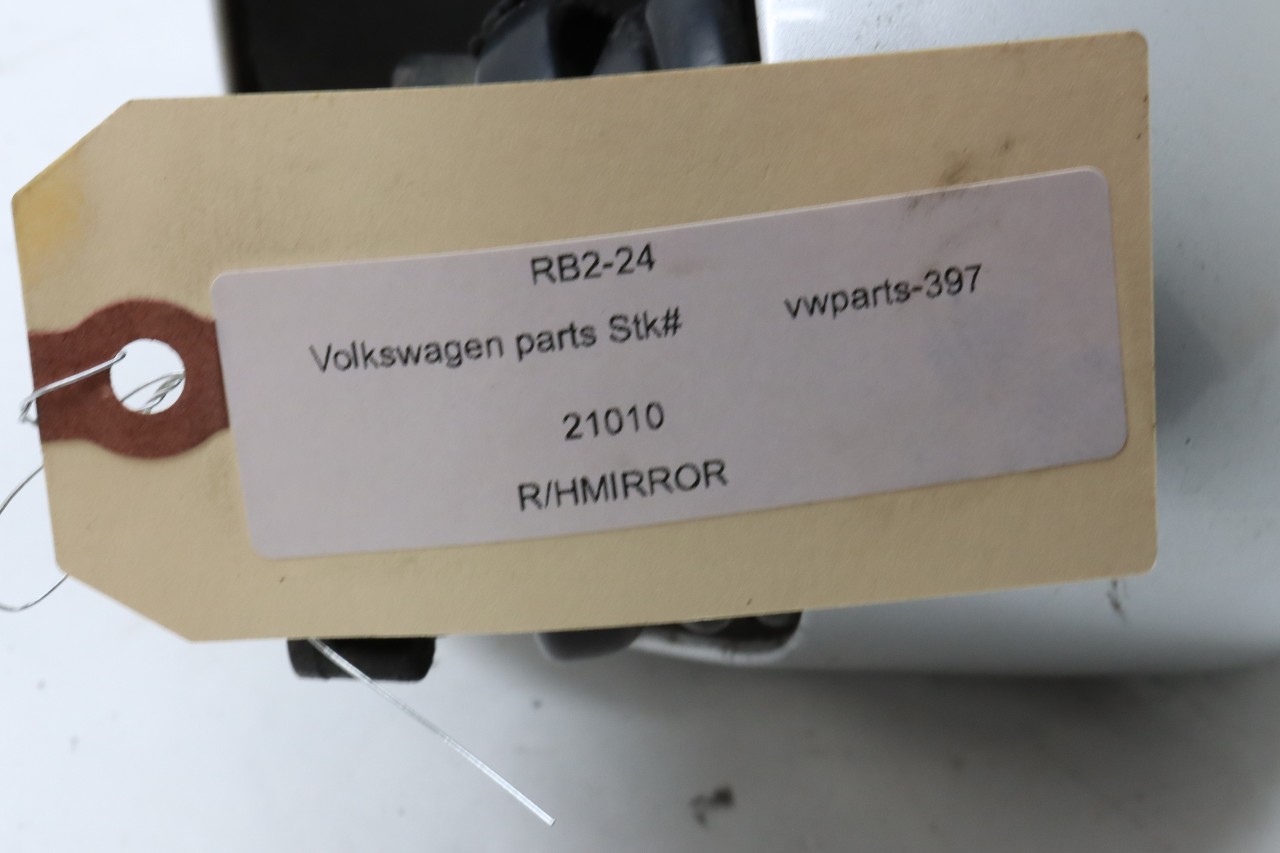 RB2-24
Volkswagen parts Stk# vwparts-397
21010
R/HMIRROR